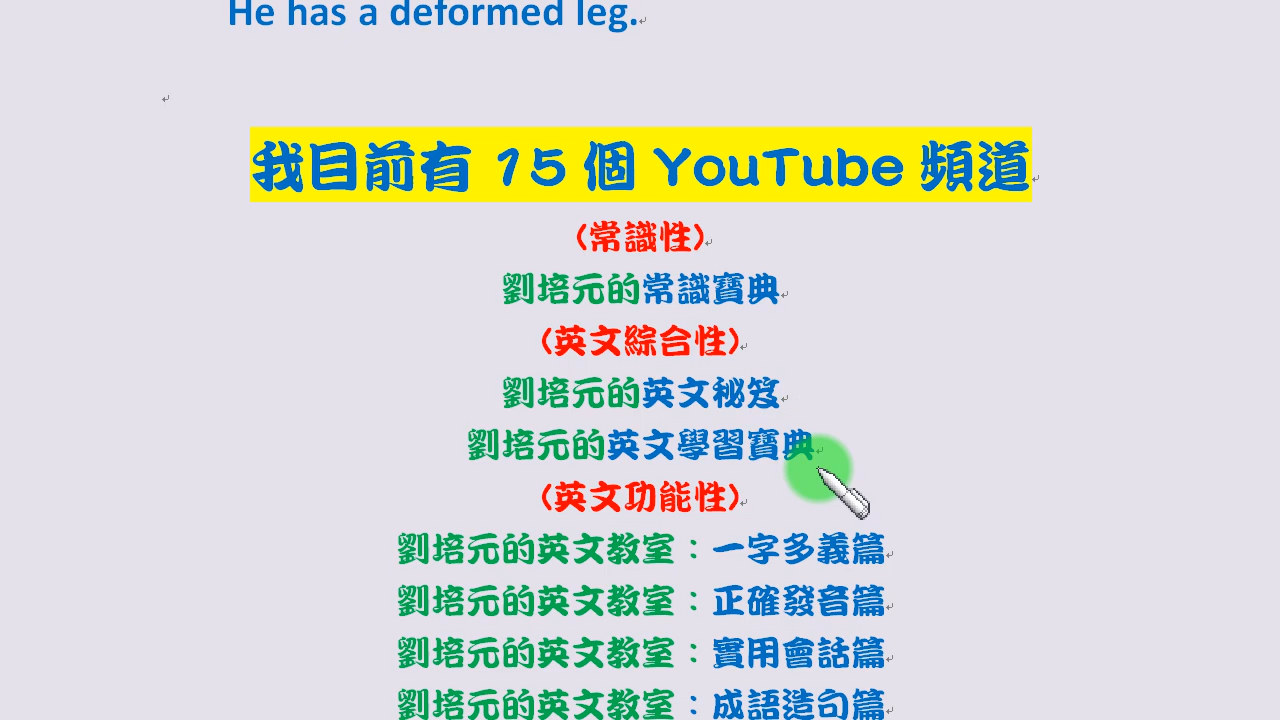 He has a deformed leg.
我目前有 15 個 YouTube 頻道
(常識性)
劉培元的常識寶典
(英文綜合性)
劉培元的英文秘笈
劉培元的英文學習寶典
(英文功能性)
劉培元的英文教室：一字多義篇
劉培元的英文教室：正確發音篇
劉培元的英文教室：實用會話篇
劉培元的英文教室：成語造句篇